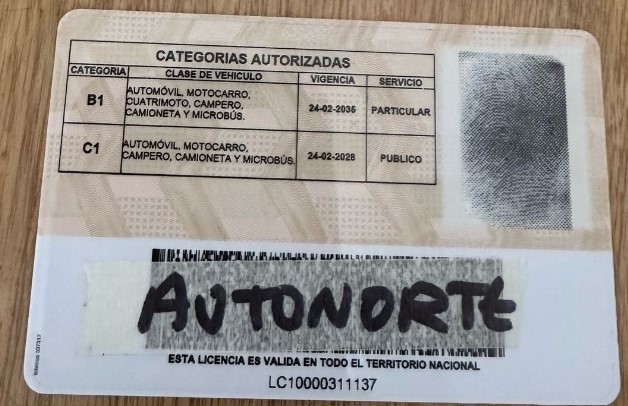 CATEGORIAS AUTORIZADAS
CATEGORIA CLASE DE VEHICULO VIGENCIA SERVICIO
B1 AUTOMÓVIL, MOTOCARRO, CUATRIMOTO, CAMPERO, CAMIONETA Y MICROBÚS. 24-02-2035 PARTICULAR
C1 AUTOMÓVIL, MOTOCARRO, CAMPERO, CAMIONETA Y MICROBÚS. 24-02-2028 PUBLICO
AUTONORTE
ESTA LICENCIA ES VALIDA EN TODO EL TERRITORIO NACIONAL
LC10000311137